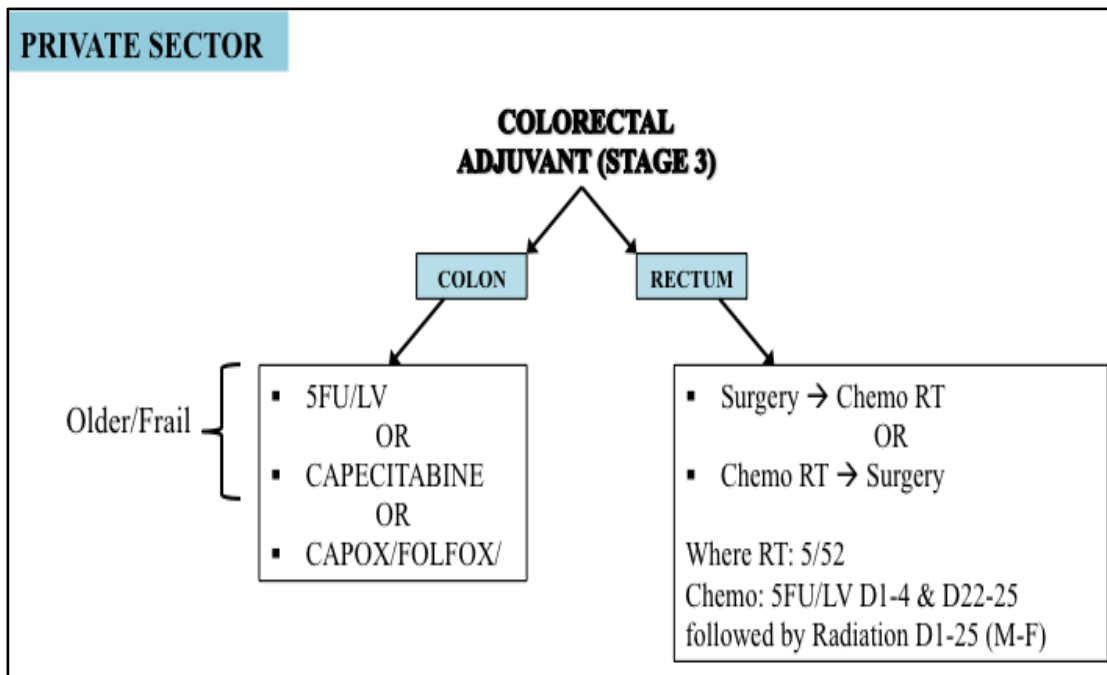 PRIVATE SECTOR
COLORECTAL
ADJUVANT (STAGE 3)
COLON
RECTUM
Older/Frail
▪ 5FU/LV
OR
▪ CAPECITABINE
OR
▪ CAPOX/FOLFOX/
▪ Surgery → Chemo RT
OR
▪ Chemo RT → Surgery
Where RT: 5/52
Chemo: 5FU/LV D1-4 & D22-25
followed by Radiation D1-25 (M-F)